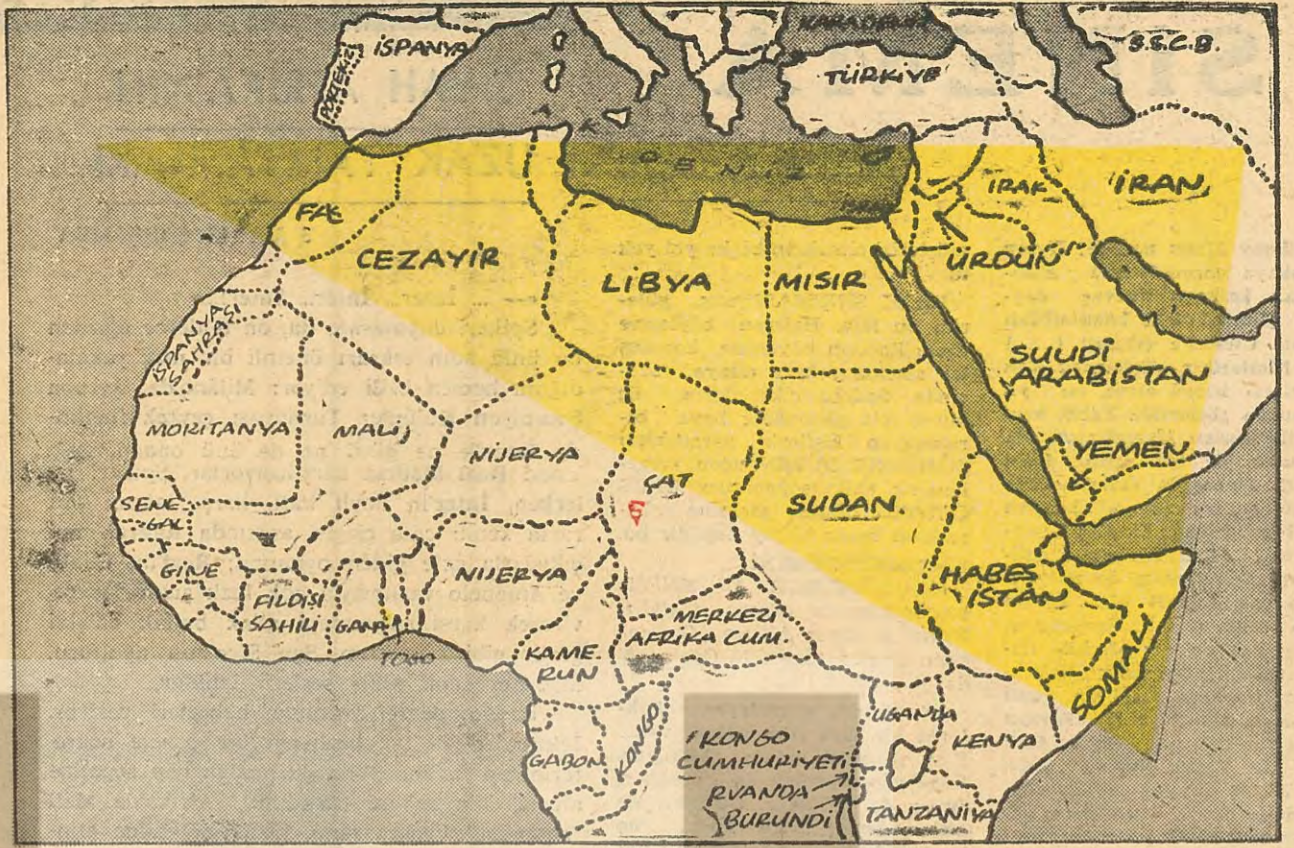 KARADENİZ
S.S.C.B.
İSPANYA
PORTEKİZ
TÜRKİYE
A K
D E N İ Z
FAS
CEZAYİR
LİBYA
MISIR
IRAK
İRAN
ÜRDÜN
İSPANYA
SAHRASI
SUUDİ
ARABİSTAN
MORİTANYA
MALİ
NİJERYA
ÇAT
SUDAN
YEMEN
SENE
GAL
GİNE
FİLDİŞİ
SAHİLİ
GANA
TOGO
NİJERYA
KAME
RUN
MERKEZİ
AFRİKA CUM.
HABEŞ
İSTAN
SOMALİ
GABON
KONGO
KONGO
CUMHURİYETİ
RUANDA
BURUNDİ
UGANDA
KENYA
TANZANİYA